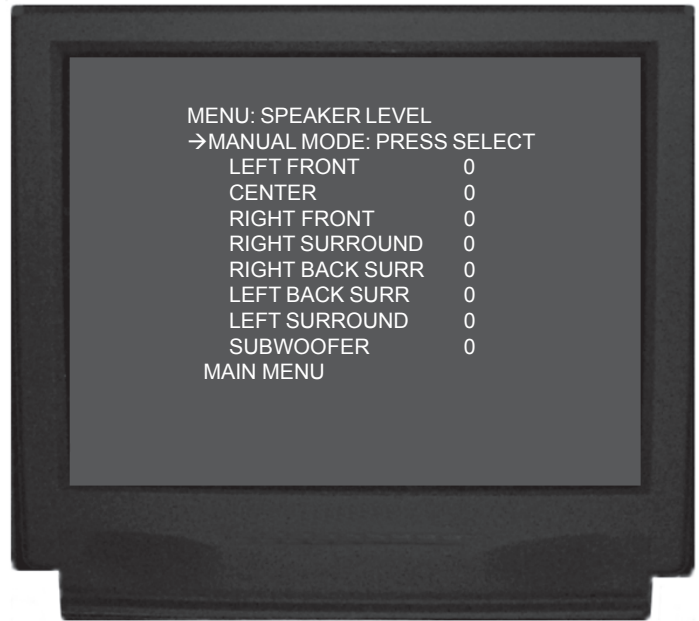 MENU: SPEAKER LEVEL
→MANUAL MODE: PRESS SELECT
LEFT FRONT 0
CENTER 0
RIGHT FRONT 0
RIGHT SURROUND 0
RIGHT BACK SURR 0
LEFT BACK SURR 0
LEFT SURROUND 0
SUBWOOFER 0
MAIN MENU